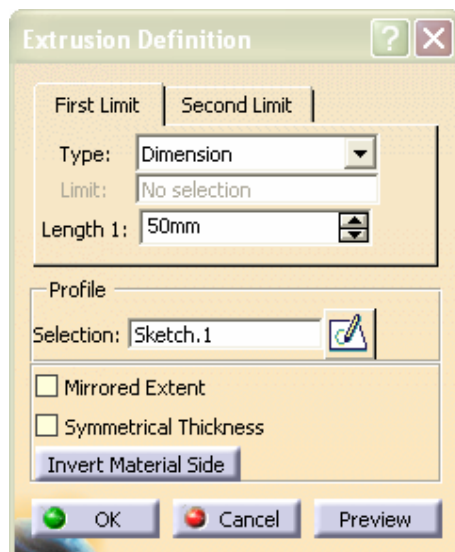 Extrusion Definition ?
First Limit Second Limit
Type: Dimension
Limit: No selection
Length 1: 50mm
Profile
Selection: Sketch.1
Mirrored Extent
Symmetrical Thickness
Invert Material Side
OK Cancel Preview